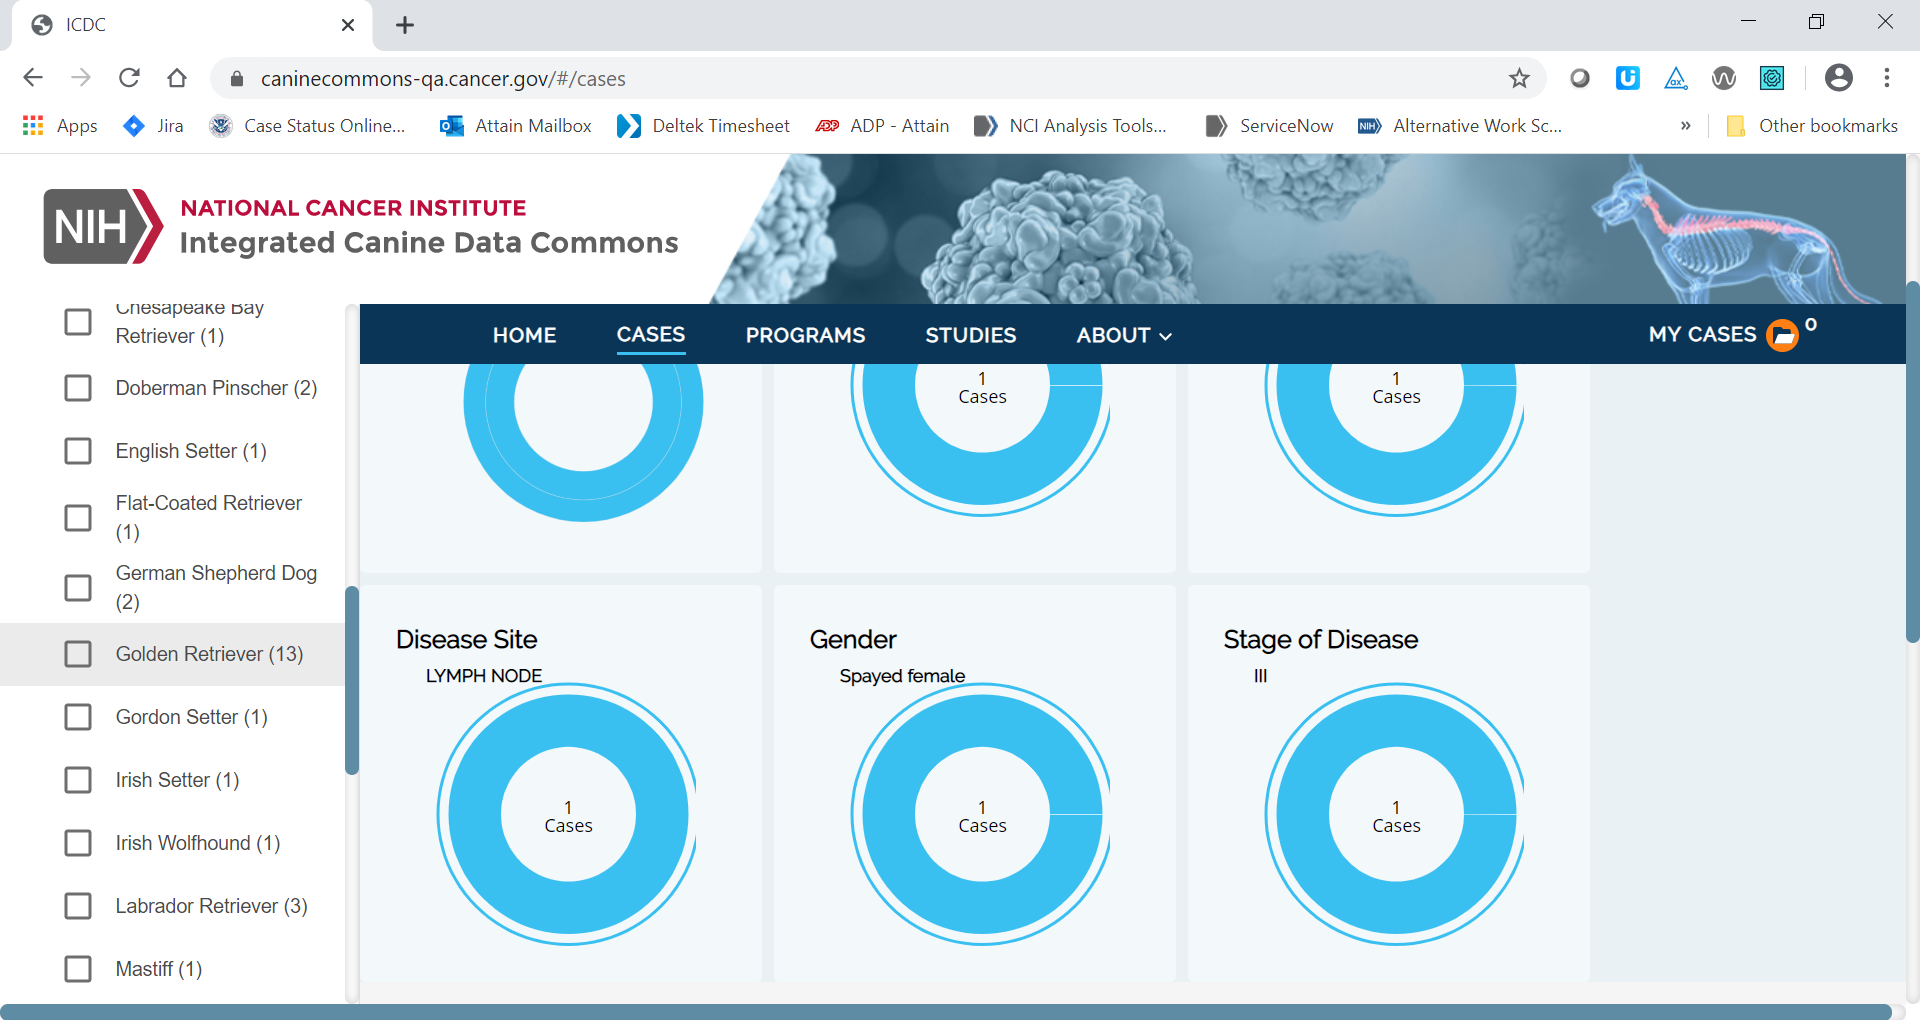 ICDC
caninecommons-qa.cancer.gov/#/cases
Apps
Jira
Case Status Online...
Attain Mailbox
Deltek Timesheet
ADP - Attain
NCI Analysis Tools...
ServiceNow
NIH
Alternative Work Sc...
»
Other bookmarks
NIH
NATIONAL CANCER INSTITUTE
Integrated Canine Data Commons
HOME
CASES
PROGRAMS
STUDIES
ABOUT
MY CASES
0
Chesapeake Bay
Retriever (1)
Doberman Pinscher (2)
English Setter (1)
Flat-Coated Retriever
(1)
German Shepherd Dog
(2)
Golden Retriever (13)
Gordon Setter (1)
Irish Setter (1)
Irish Wolfhound (1)
Labrador Retriever (3)
Mastiff (1)
1
Cases
1
Cases
Disease Site
LYMPH NODE
1
Cases
Gender
Spayed female
1
Cases
Stage of Disease
III
1
Cases